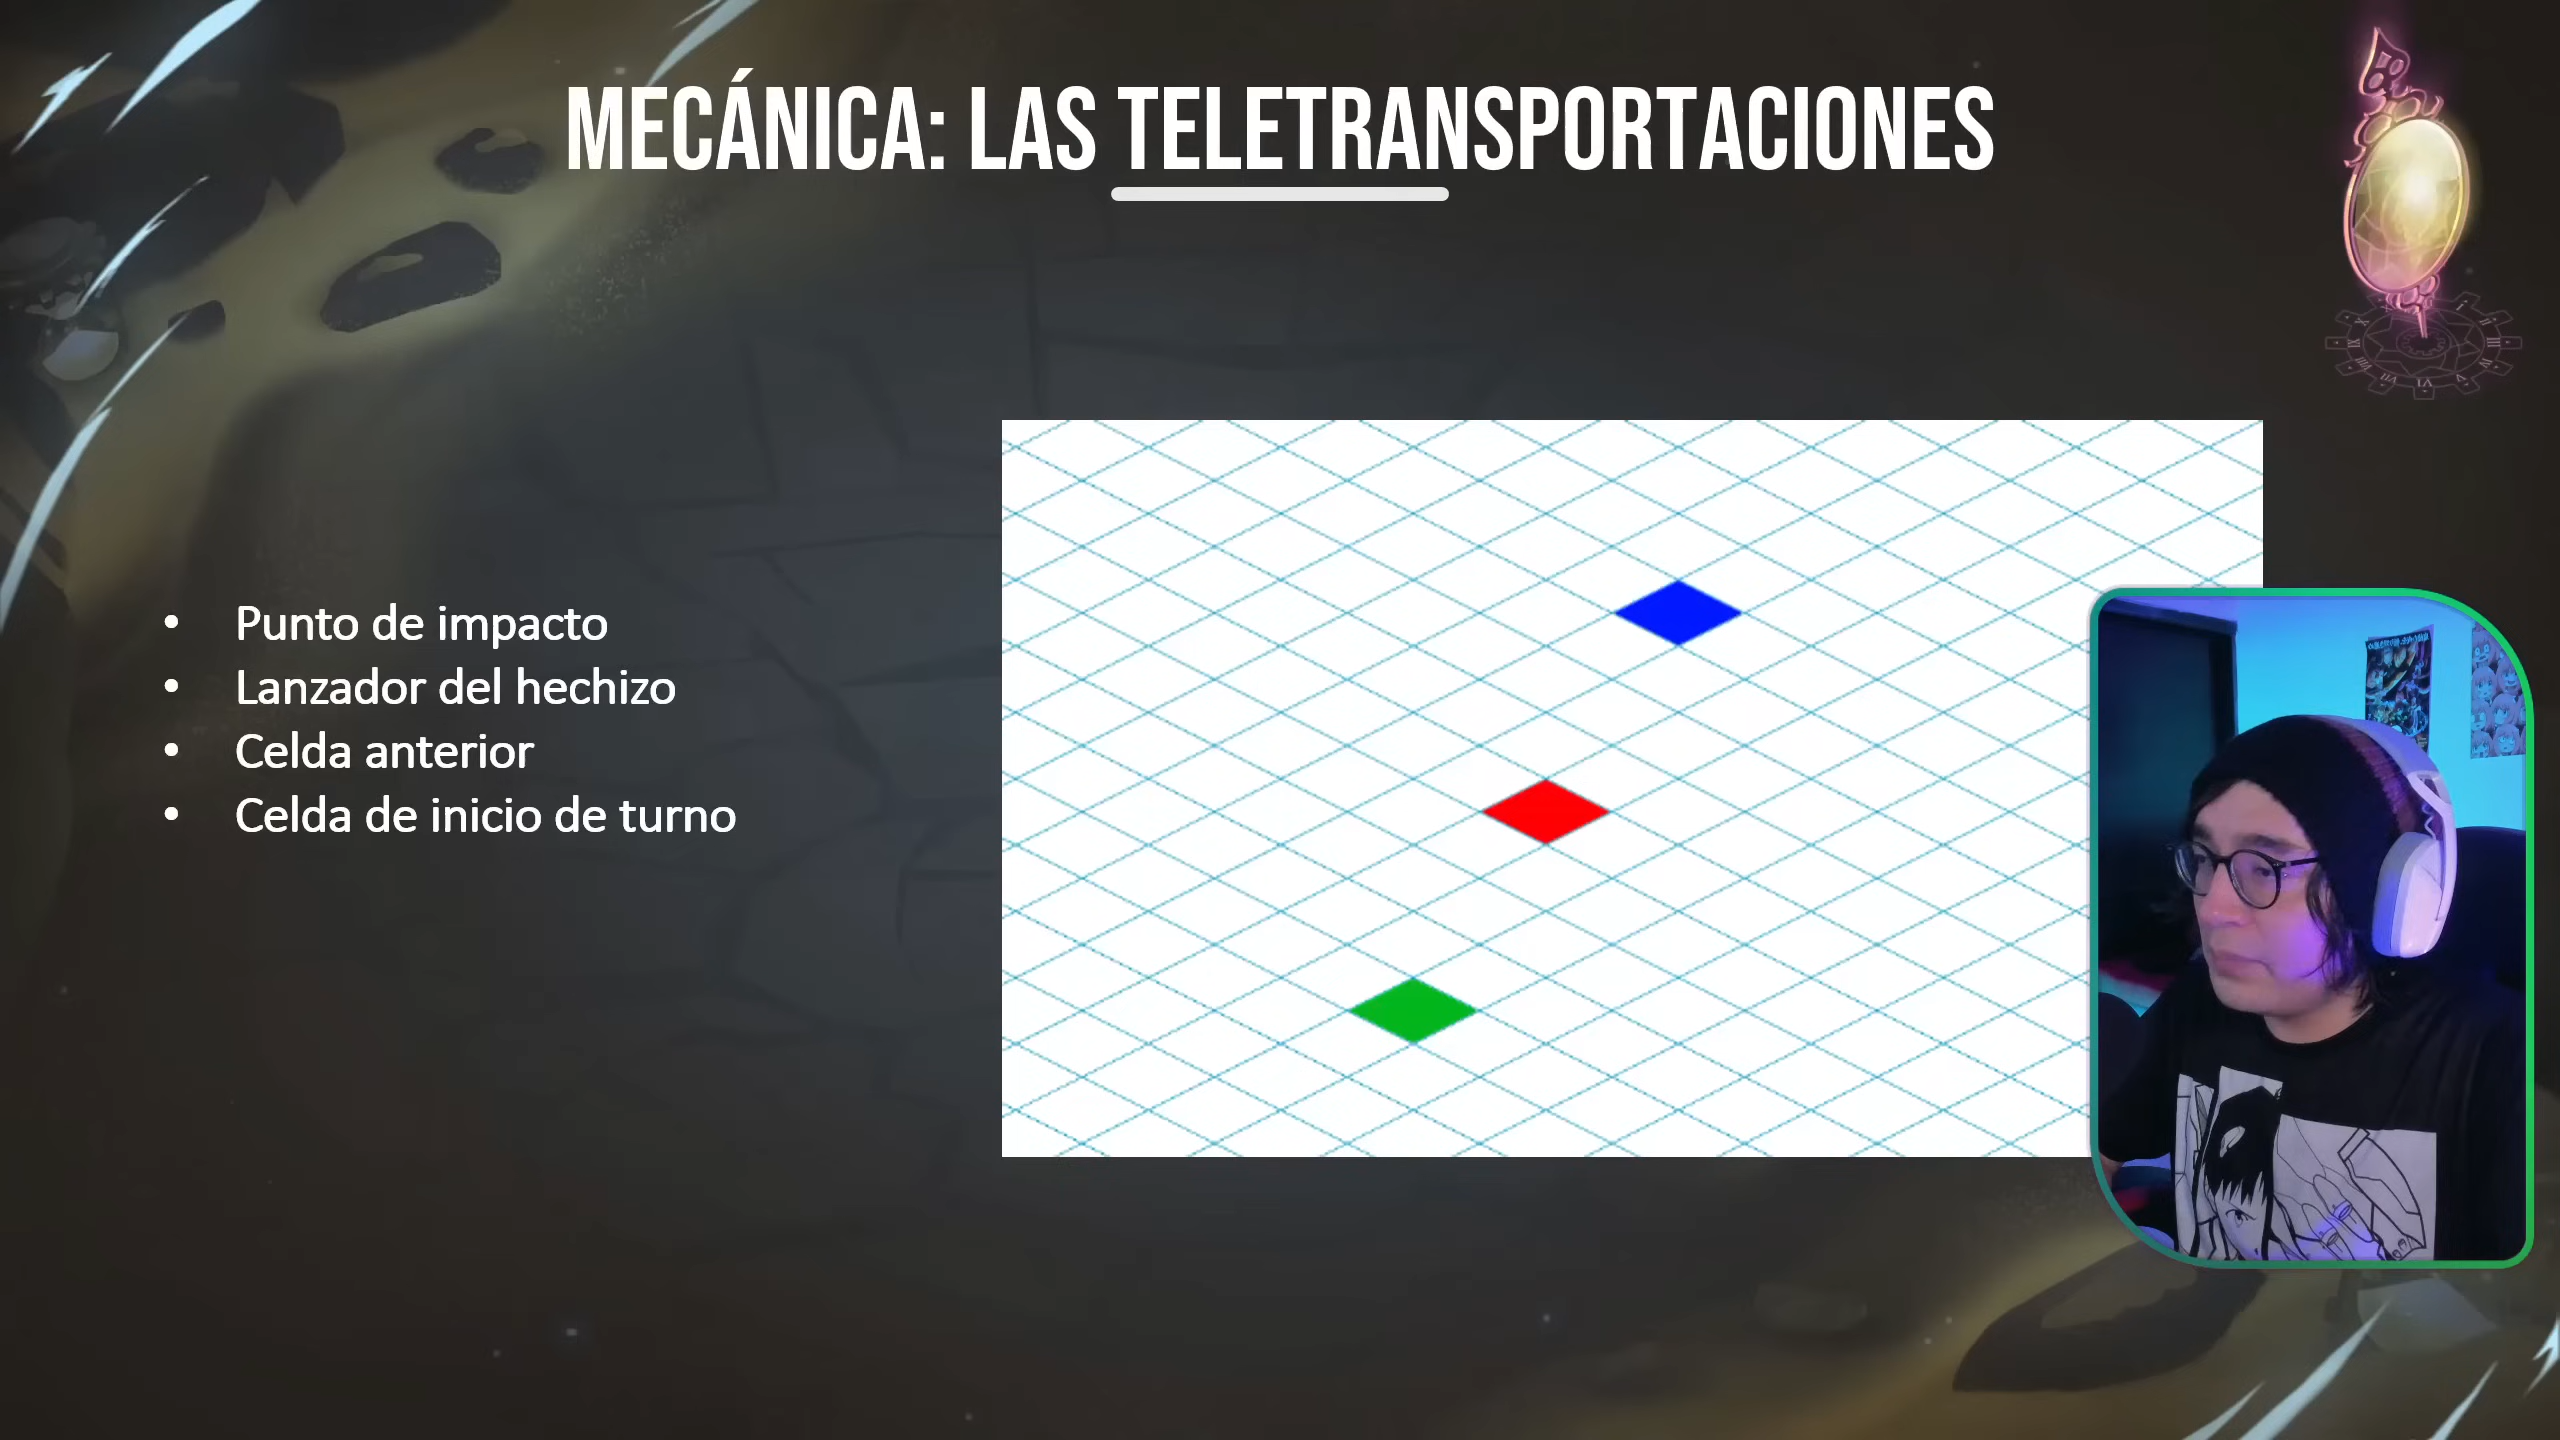 MECÁNICA: LAS TELETRANSPORTACIONES
• Punto de impacto
• Lanzador del hechizo
• Celda anterior
• Celda de inicio de turno